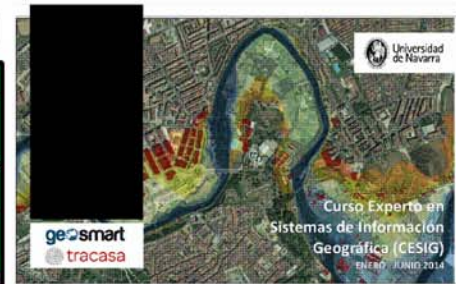 Universidad
de Navarra
geosmart
tracasa
Curso Experto en
Sistemas de Información
Geográfica (CESIG)
ENERO - JUNIO 2014